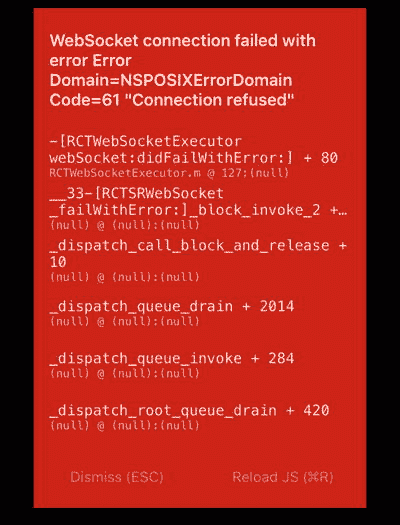 WebSocket connection failed with
error Error
Domain=NSPOSIXErrorDomain
Code=61 "Connection refused"
-[RCTWebSocketExecutor
webSocket:didFailWithError:] + 80
RCTWebSocketExecutor.m @ 127:(null)
__33-[RCTSRWebSocket
_failWithError:]_block_invoke_2 +…
(null) @ (null):(null)
_dispatch_call_block_and_release +
10
(null) @ (null):(null)
_dispatch_queue_drain + 2014
(null) @ (null):(null)
_dispatch_queue_invoke + 284
(null) @ (null):(null)
_dispatch_root_queue_drain + 420
(null) @ (null):(null)
Dismiss (ESC) Reload JS (⌘R)